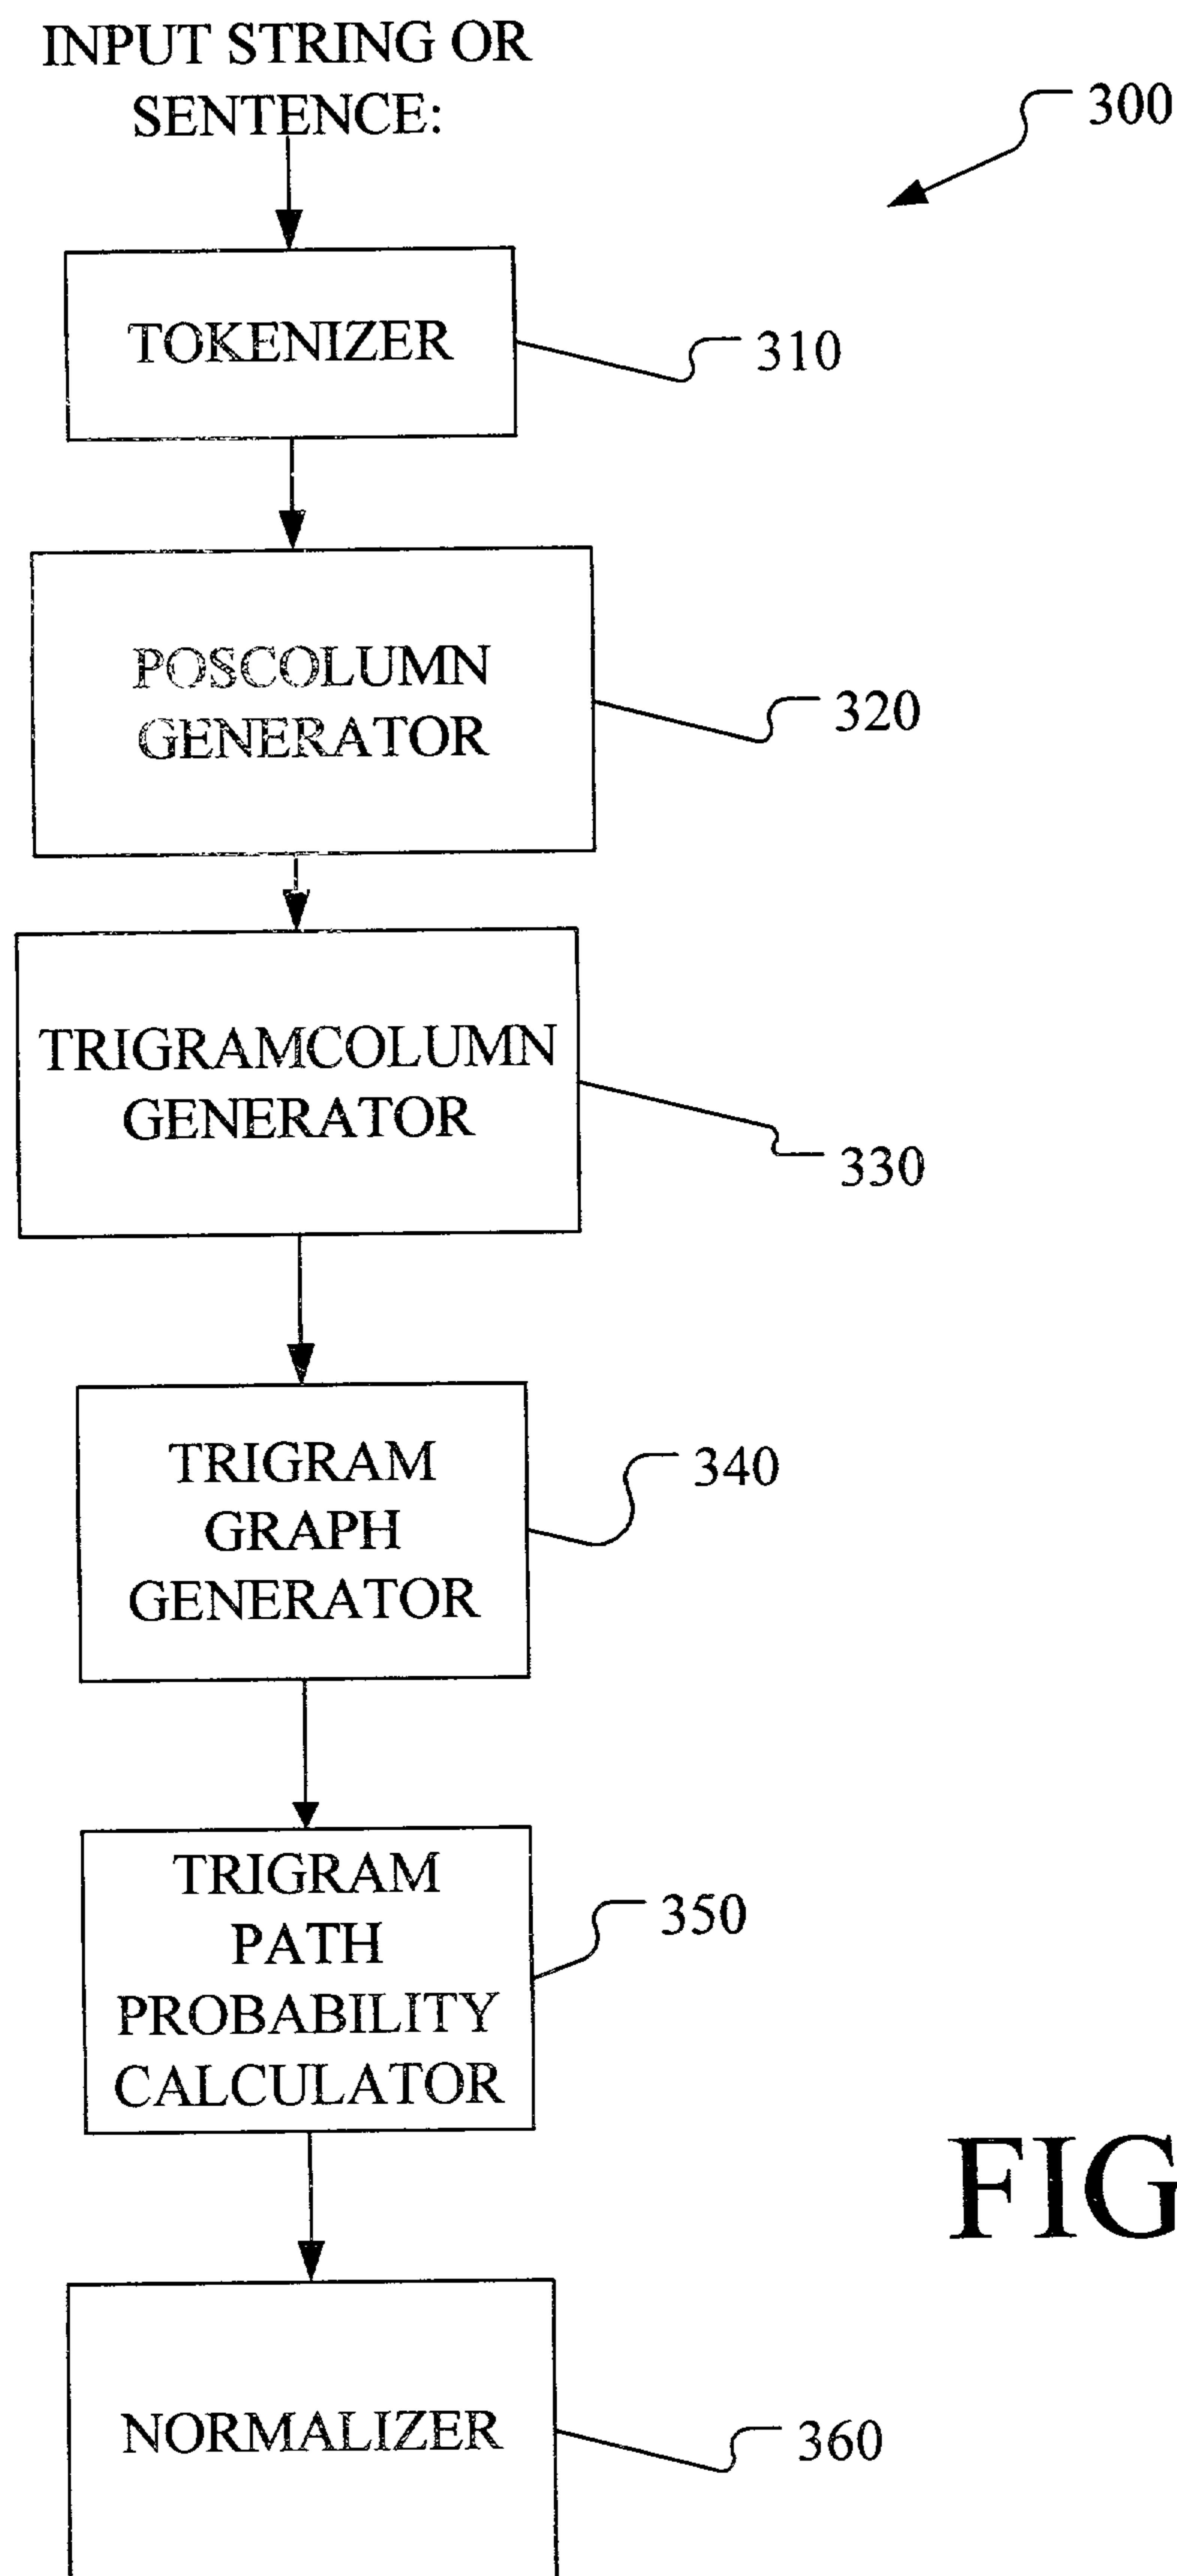 INPUT STRING OR
SENTENCE:
300
TOKENIZER
310
POSCOLUMN
GENERATOR
320
TRIGRAMCOLUMN
GENERATOR
330
TRIGRAM
GRAPH
GENERATOR
340
TRIGRAM
PATH
PROBABILITY
CALCULATOR
350
FIG
NORMALIZER
360